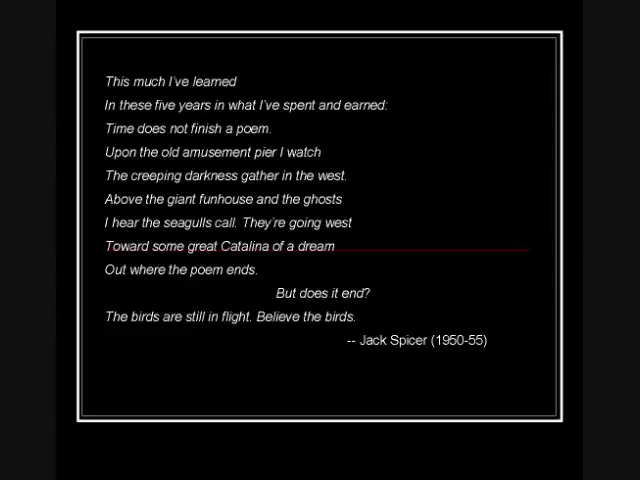 This much I've learned
In these five years in what I've spent and earned:
Time does not finish a poem.
Upon the old amusement pier I watch
The creeping darkness gather in the west.
Above the giant funhouse and the ghosts
I hear the seagulls call. They're going west
Toward some great Catalina of a dream
Out where the poem ends.
But does it end?
The birds are still in flight. Believe the birds.
-- Jack Spicer (1950-55)